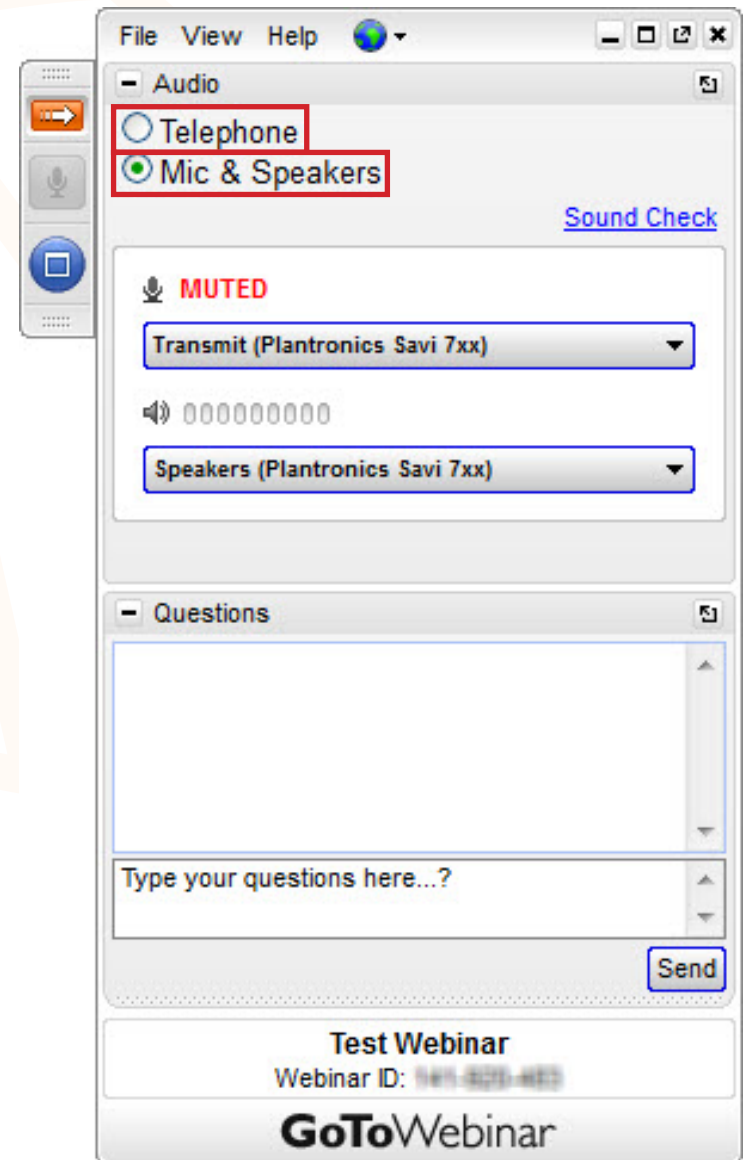 File View Help
Audio
Telephone
Mic & Speakers
Sound Check
MUTED
Transmit (Plantronics Savi 7xx)
Speakers (Plantronics Savi 7xx)
Questions
Type your questions here...?
Send
Test Webinar
Webinar ID:
GoToWebinar